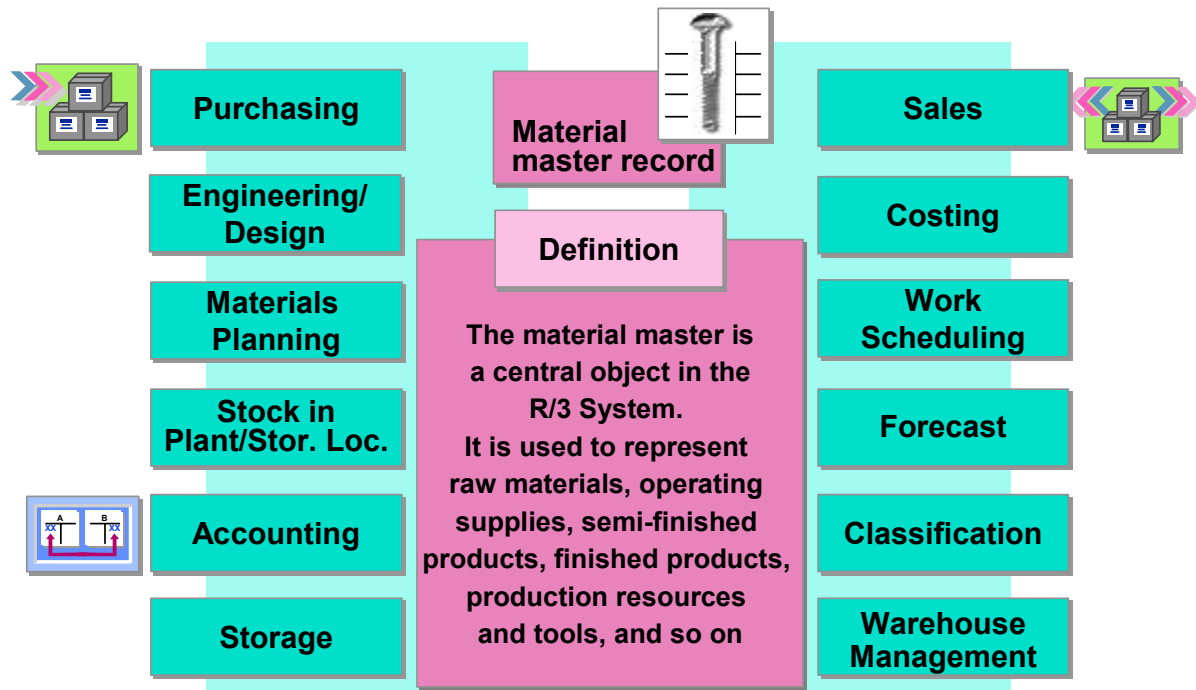 Purchasing
Engineering/
Design
Materials
Planning
Stock in
Plant/Stor. Loc.
A B
XX XX
Accounting
Storage
Material
master record
Definition
The material master is
a central object in the
R/3 System.
It is used to represent
raw materials, operating
supplies, semi-finished
products, finished products,
production resources
and tools, and so on
Sales
Costing
Work
Scheduling
Forecast
Classification
Warehouse
Management